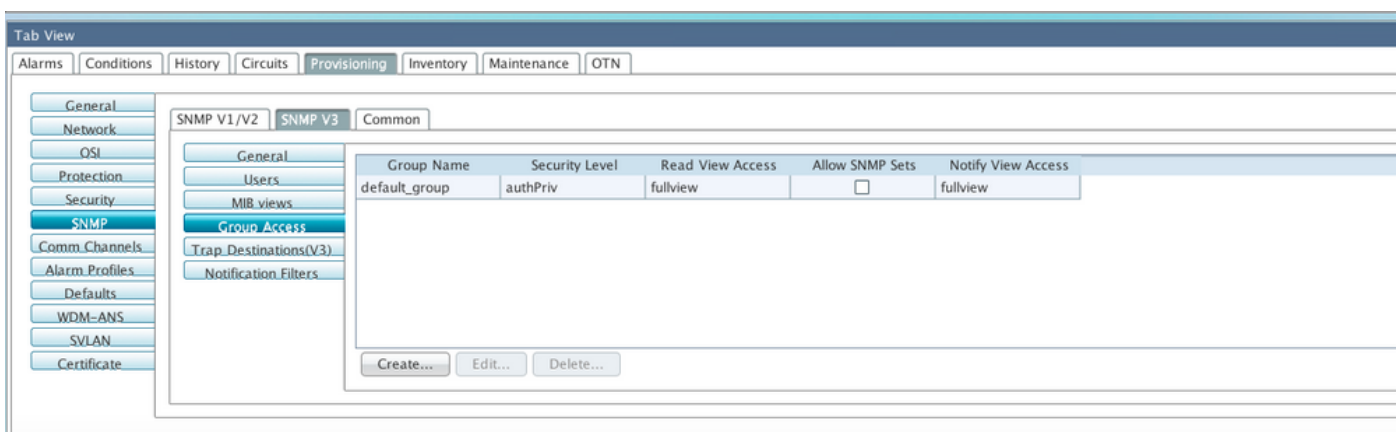 Tab View
Alarms Conditions History Circuits Provisioning Inventory Maintenance OTN
General
Network
OSI
Protection
Security
SNMP
Comm Channels
Alarm Profiles
Defaults
WDM-ANS
SVLAN
Certificate
SNMP V1/V2 SNMP V3 Common
General
Users
MIB views
Group Access
Trap Destinations(V3)
Notification Filters
Group Name Security Level Read View Access Allow SNMP Sets Notify View Access
default_group authPriv fullview fullview
Create... Edit... Delete...